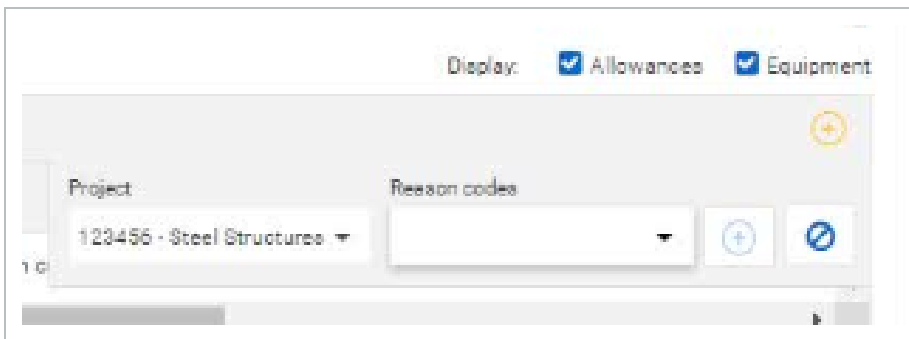 Display: Allowances Equipment
Project Reason codes
123456 - Steel Structures
n c